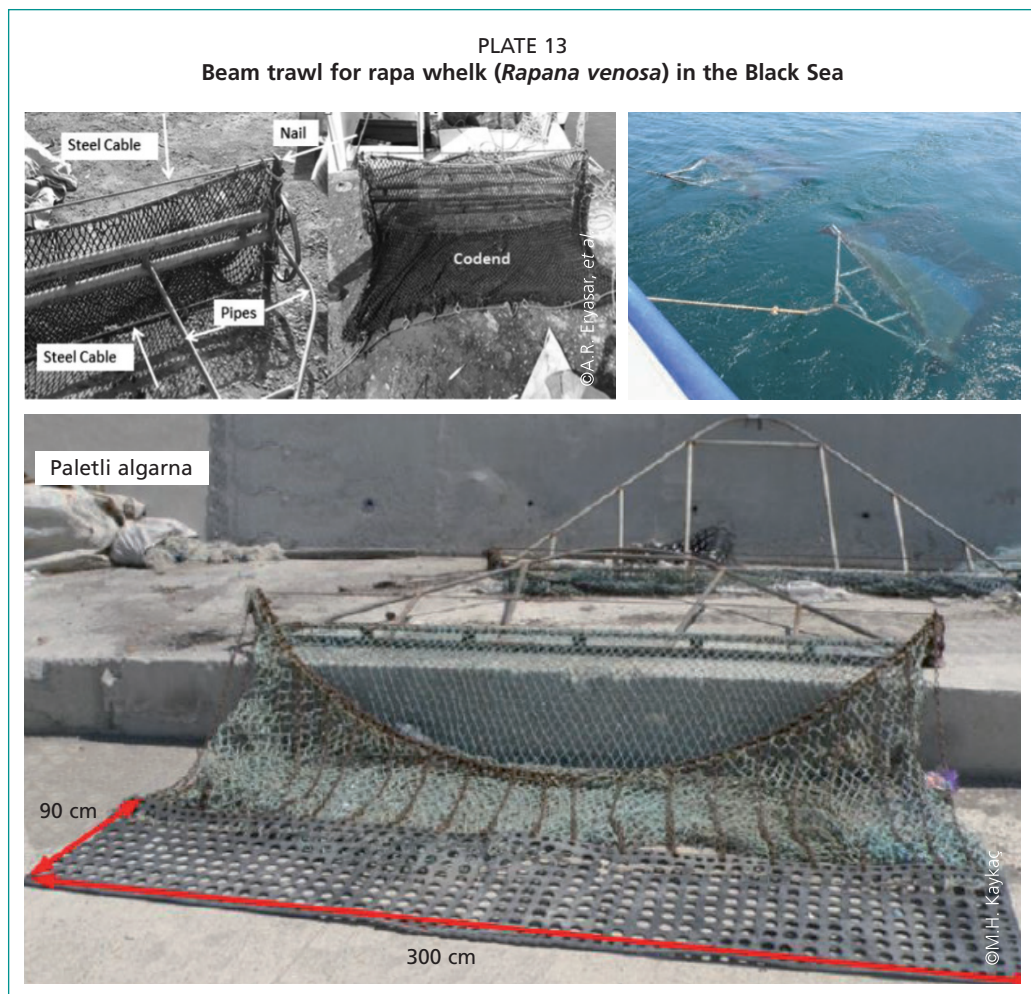 PLATE 13
Beam trawl for rapa whelk (Rapana venosa) in the Black Sea
Steel Cable
Nail
Codend
Pipes
Steel Cable
©A.R. Eryasar, et al
Paletli algarna
90 cm
300 cm
©M.H. Kaykaç